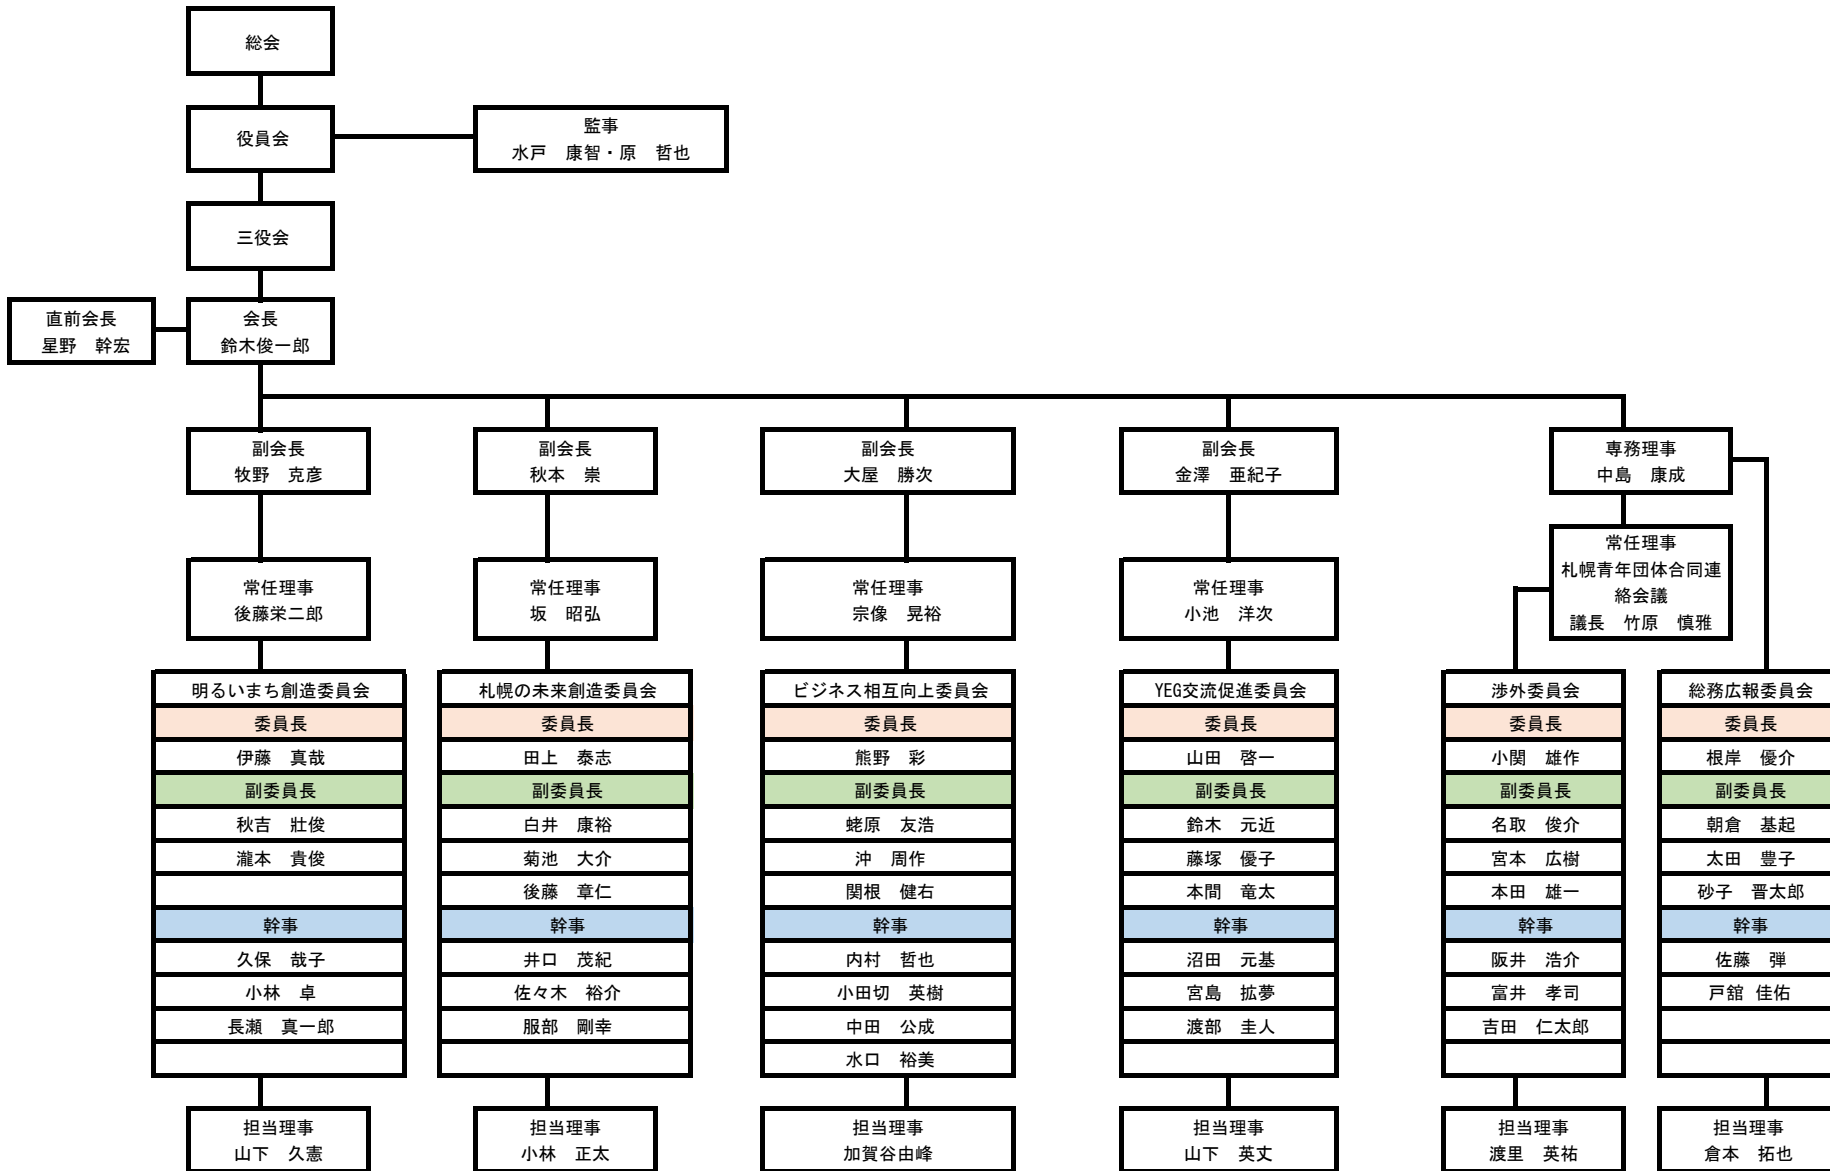 総会
役員会
監事
水戸　康智・原　哲也
三役会
直前会長
星野　幹宏
会長
鈴木俊一郎
副会長
牧野　克彦
副会長
秋本　崇
副会長
大屋　勝次
副会長
金澤　亜紀子
専務理事
中島　康成
常任理事
札幌青年団体合同連
絡会議
議長　竹原　慎雅
常任理事
後藤栄二郎
常任理事
坂　昭弘
常任理事
宗像　晃裕
常任理事
小池　洋次
明るいまち創造委員会
委員長
伊藤　真哉
副委員長
秋吉　壯俊
瀧本　貴俊
幹事
久保　哉子
小林　卓
長瀬　真一郎
担当理事
山下　久憲
札幌の未来創造委員会
委員長
田上　泰志
副委員長
白井　康裕
菊池　大介
後藤　章仁
幹事
井口　茂紀
佐々木　裕介
服部　剛幸
担当理事
小林　正太
ビジネス相互向上委員会
委員長
熊野　彩
副委員長
蛯原　友浩
沖　周作
関根　健右
幹事
内村　哲也
小田切　英樹
中田　公成
水口　裕美
担当理事
加賀谷由峰
YEG交流促進委員会
委員長
山田　啓一
副委員長
鈴木　元近
藤塚　優子
本間　竜太
幹事
沼田　元基
宮島　拡夢
渡部　圭人
担当理事
山下　英丈
渉外委員会
委員長
小関　雄作
副委員長
名取　俊介
宮本　広樹
本田　雄一
幹事
阪井　浩介
富井　孝司
吉田　仁太郎
担当理事
渡里　英祐
総務広報委員会
委員長
根岸　優介
副委員長
朝倉　基起
太田　豊子
砂子　晋太郎
幹事
佐藤　弾
戸舘 佳佑
担当理事
倉本　拓也